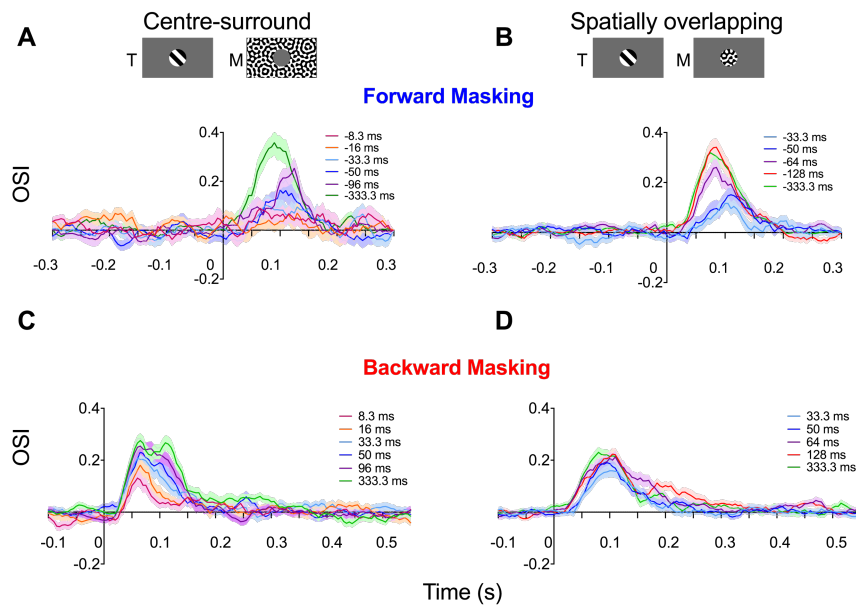 Centre-surround
Spatially overlapping
A
T
M
B
T
M
Forward Masking
OSI
0.4
0.2
-0.2
-8.3 ms
-16 ms
-33.3 ms
-50 ms
-96 ms
-333.3 ms
-0.3
-0.2
-0.1
0
0.1
0.2
0.3
0.4
0.2
-0.2
-33.3 ms
-50 ms
-64 ms
-128 ms
-333.3 ms
-0.3
-0.2
-0.1
0
0.1
0.2
0.3
C
D
Backward Masking
OSI
0.4
0.2
-0.2
8.3 ms
16 ms
33.3 ms
50 ms
96 ms
333.3 ms
-0.1
0
0.1
0.2
0.3
0.4
0.5
0.4
0.2
-0.2
33.3 ms
50 ms
64 ms
128 ms
333.3 ms
-0.1
0
0.1
0.2
0.3
0.4
0.5
Time (s)